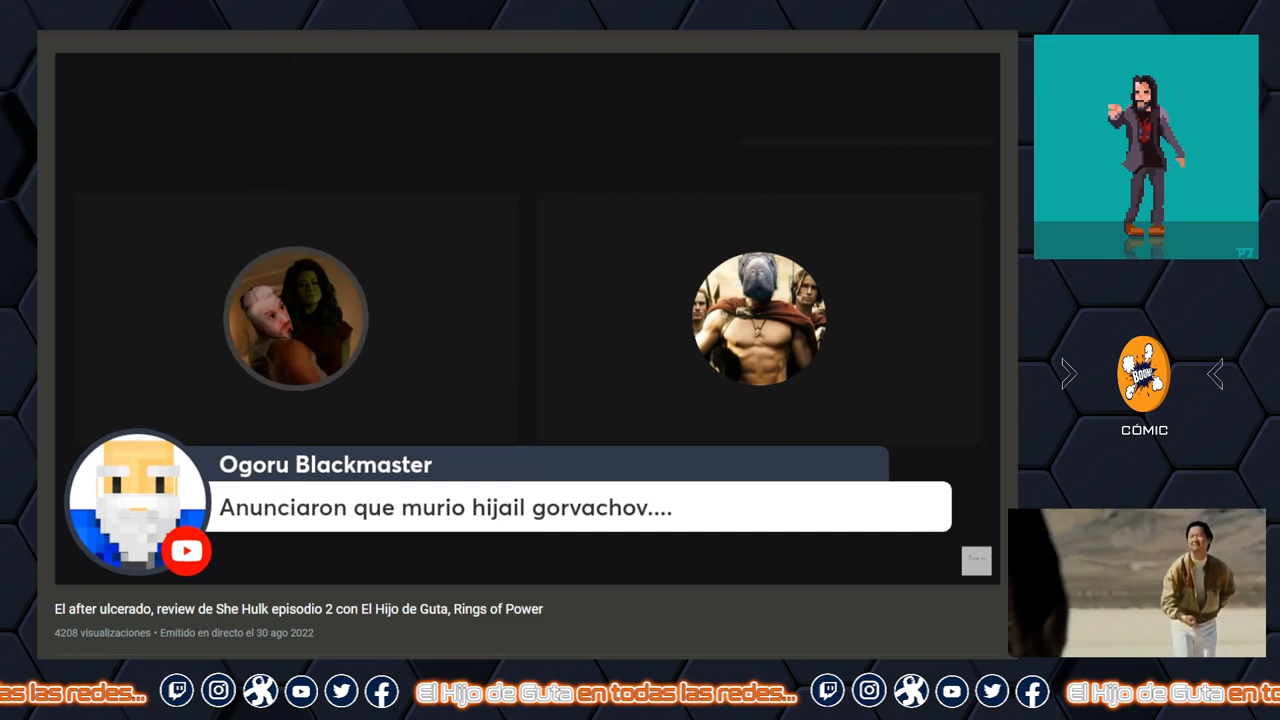 PJ
BOOM!
CÓMIC
Ogoru Blackmaster
Anunciaron que murio hijail gorvachov....
El after ulcerado, review de She Hulk episodio 2 con El Hijo de Guta, Rings of Power
4208 visualizaciones • Emitido en directo el 30 ago 2022
as las redes... El Hijo de Guta en todas las redes... El Hijo de Guta en to